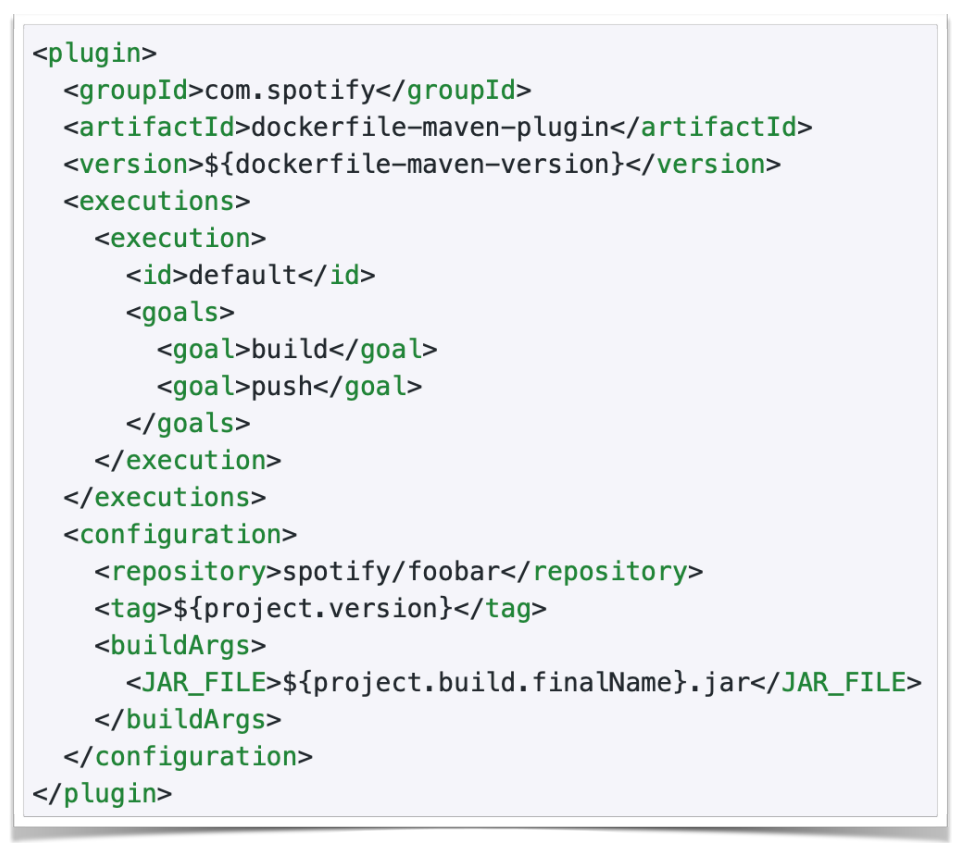 <plugin>
  <groupId>com.spotify</groupId>
  <artifactId>dockerfile-maven-plugin</artifactId>
  <version>${dockerfile-maven-version}</version>
  <executions>
    <execution>
      <id>default</id>
      <goals>
        <goal>build</goal>
        <goal>push</goal>
      </goals>
    </execution>
  </executions>
  <configuration>
    <repository>spotify/foobar</repository>
    <tag>${project.version}</tag>
    <buildArgs>
      <JAR_FILE>${project.build.finalName}.jar</JAR_FILE>
    </buildArgs>
  </configuration>
</plugin>